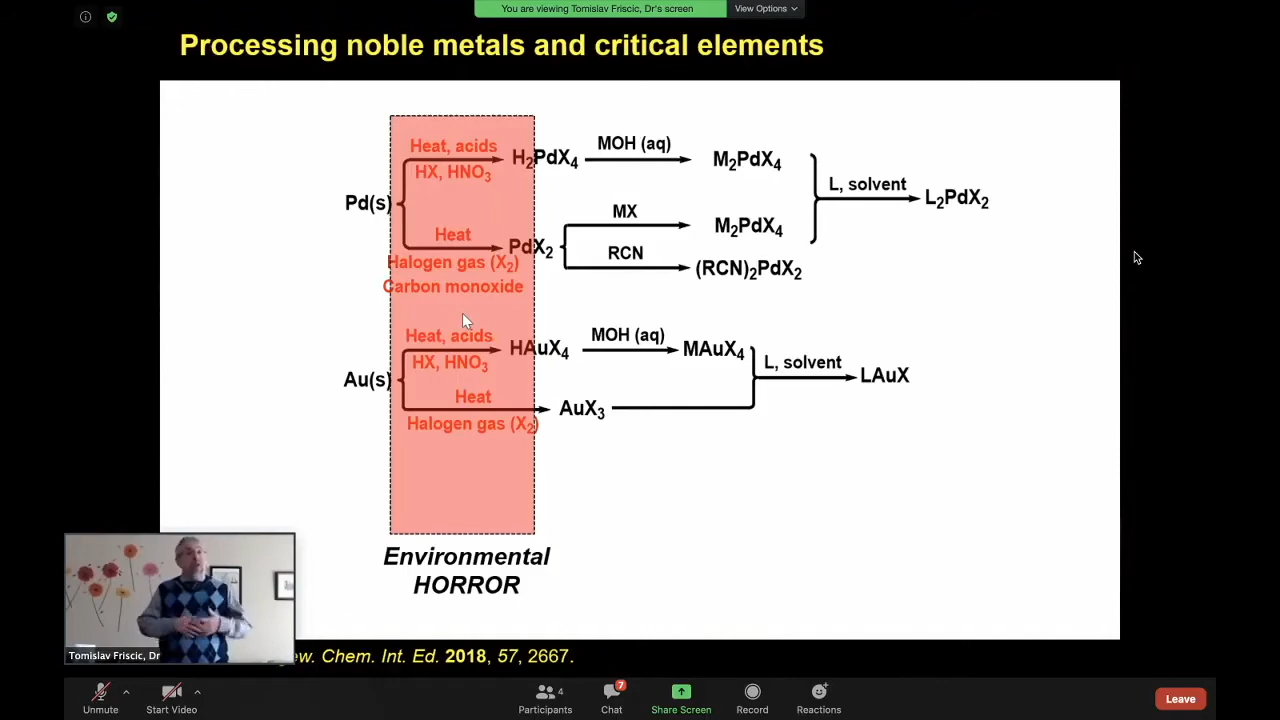 You are viewing Tomislav Friscic, Dr's screen
View Options
Processing noble metals and critical elements
Heat, acids
HX, HNO3
H2PdX4
MOH (aq)
M2PdX4
L, solvent
L2PdX2
Pd(s)
MX
M2PdX4
Heat
PdX2
Halogen gas (X2)
Carbon monoxide
RCN
(RCN)2PdX2
Heat, acids
HX, HNO3
HAuX4
MOH (aq)
MAuX4
L, solvent
LAuX
Au(s)
Heat
Halogen gas (X2)
AuX3
Environmental
HORROR
Tomislav Friscic, Dr
ew. Chem. Int. Ed. 2018, 57, 2667.
Unmute
Start Video
4
Participants
7
Chat
Share Screen
Record
Reactions
Leave